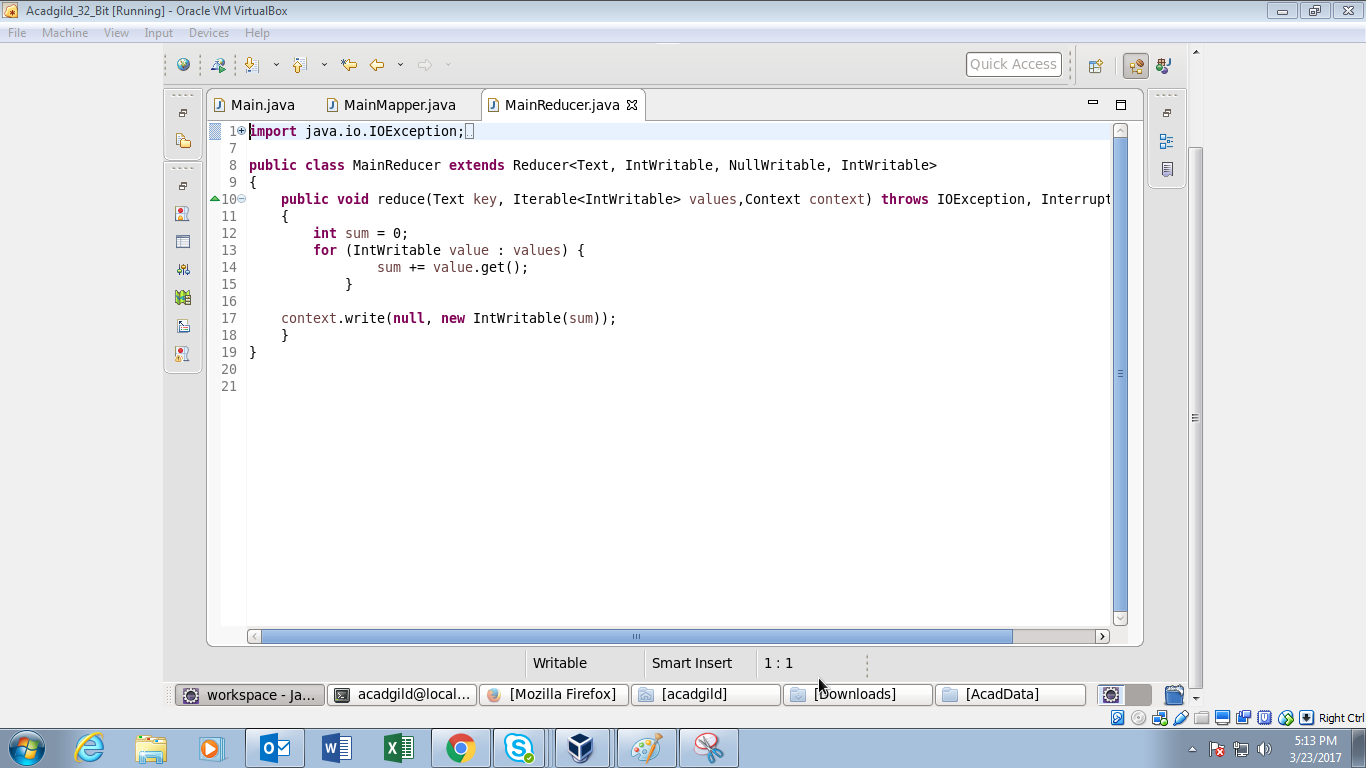 Acadgild_32_Bit [Running] - Oracle VM VirtualBox
File Machine View Input Devices Help
Quick Access
Main.java MainMapper.java MainReducer.java
1 import java.io.IOException;
7
8 public class MainReducer extends Reducer<Text, IntWritable, NullWritable, IntWritable>
9 {
10 public void reduce(Text key, Iterable<IntWritable> values,Context context) throws IOException, Interrupt
11 {
12 int sum = 0;
13 for (IntWritable value : values) {
14 sum += value.get();
15 }
16
17 context.write(null, new IntWritable(sum));
18 }
19 }
20
21
Writable Smart Insert 1 : 1
workspace - Ja... acadgild@local... [Mozilla Firefox] [acadgild] [Downloads] [AcadData]
Right Ctrl
5:13 PM
3/23/2017